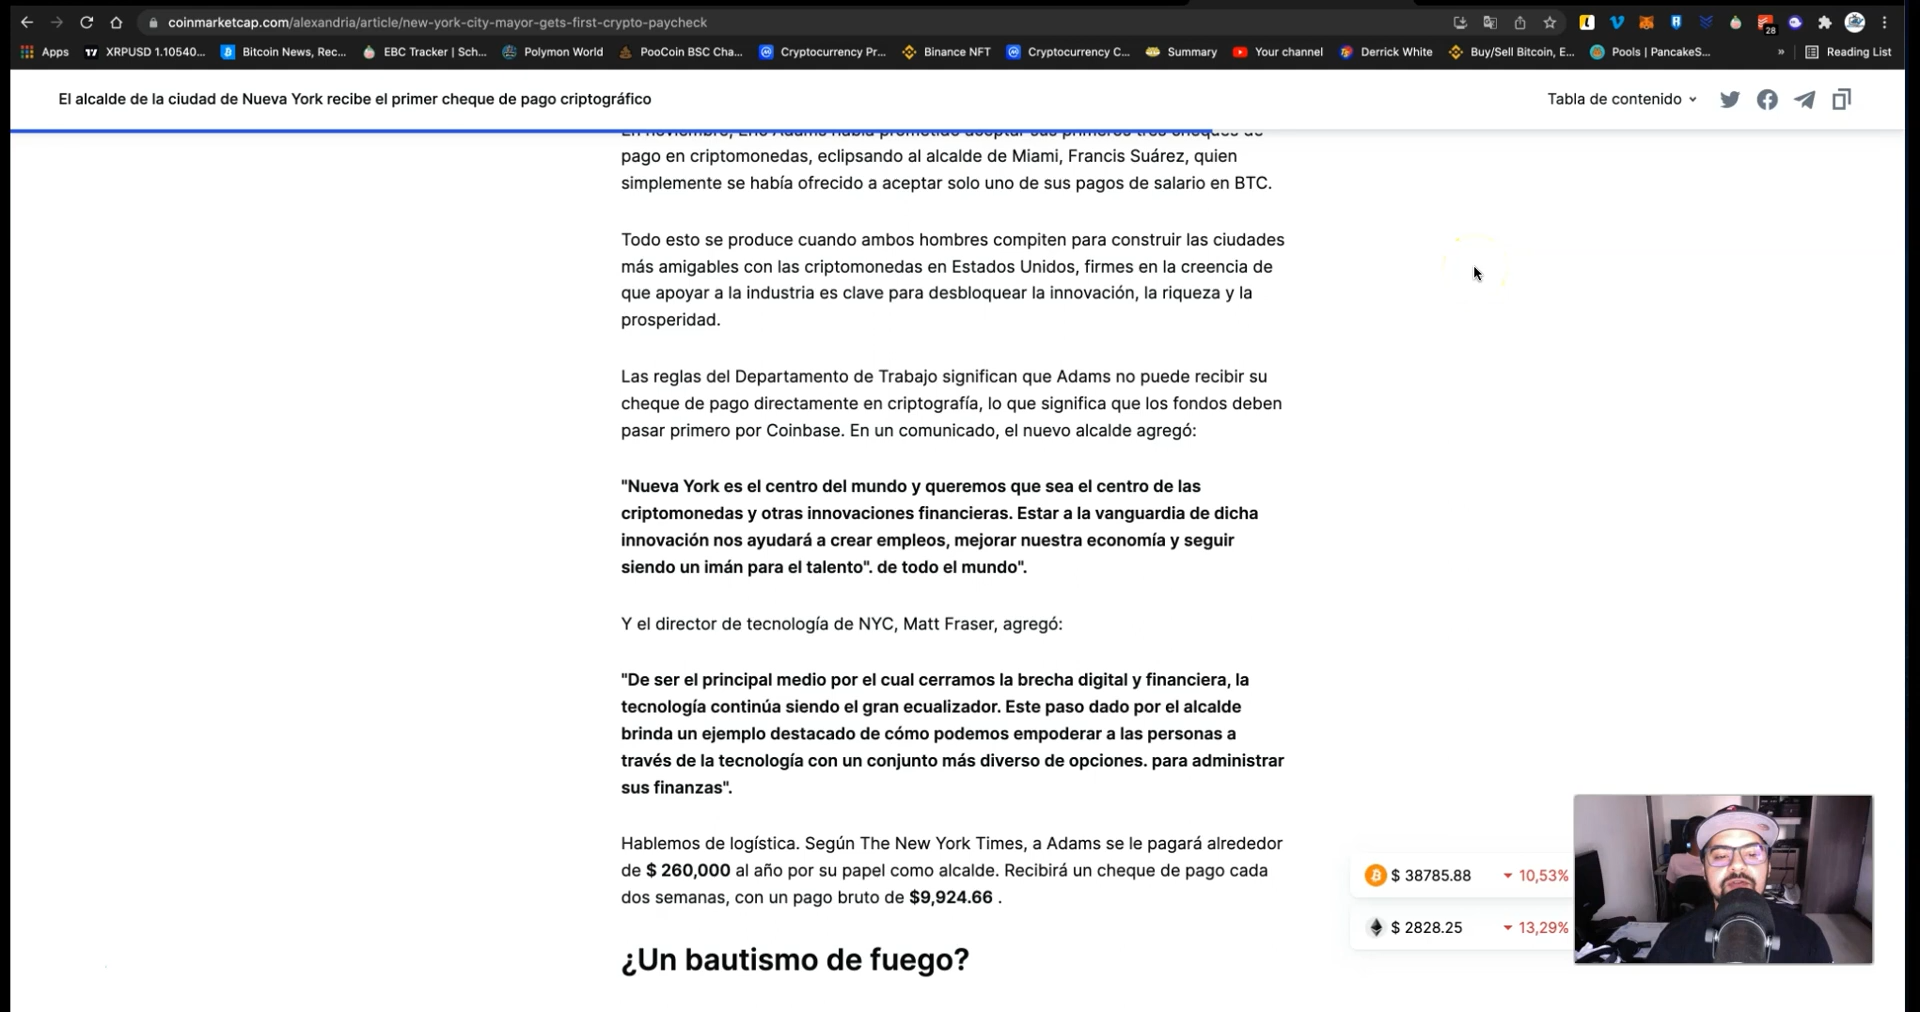 coinmarketcap.com/alexandria/article/new-york-city-mayor-gets-first-crypto-paycheck
28
Apps
XRPUSD 1.10540...
Bitcoin News, Rec...
EBC Tracker | Sch...
Polymon World
PooCoin BSC Cha...
Cryptocurrency Pr...
Binance NFT
Cryptocurrency C...
Summary
Your channel
Derrick White
Buy/Sell Bitcoin, E...
Pools | PancakeS...
»
Reading List
El alcalde de la ciudad de Nueva York recibe el primer cheque de pago criptográfico
Tabla de contenido
En noviembre, Eric Adams había prometido aceptar sus primeros tres cheques de
pago en criptomonedas, eclipsando al alcalde de Miami, Francis Suárez, quien
simplemente se había ofrecido a aceptar solo uno de sus pagos de salario en BTC.
Todo esto se produce cuando ambos hombres compiten para construir las ciudades
más amigables con las criptomonedas en Estados Unidos, firmes en la creencia de
que apoyar a la industria es clave para desbloquear la innovación, la riqueza y la
prosperidad.
Las reglas del Departamento de Trabajo significan que Adams no puede recibir su
cheque de pago directamente en criptografía, lo que significa que los fondos deben
pasar primero por Coinbase. En un comunicado, el nuevo alcalde agregó:
"Nueva York es el centro del mundo y queremos que sea el centro de las
criptomonedas y otras innovaciones financieras. Estar a la vanguardia de dicha
innovación nos ayudará a crear empleos, mejorar nuestra economía y seguir
siendo un imán para el talento". de todo el mundo".
Y el director de tecnología de NYC, Matt Fraser, agregó:
"De ser el principal medio por el cual cerramos la brecha digital y financiera, la
tecnología continúa siendo el gran ecualizador. Este paso dado por el alcalde
brinda un ejemplo destacado de cómo podemos empoderar a las personas a
través de la tecnología con un conjunto más diverso de opciones. para administrar
sus finanzas".
Hablemos de logística. Según The New York Times, a Adams se le pagará alrededor
de $ 260,000 al año por su papel como alcalde. Recibirá un cheque de pago cada
dos semanas, con un pago bruto de $9,924.66 .
¿Un bautismo de fuego?
$ 38785.88 10,53%
$ 2828.25 13,29%